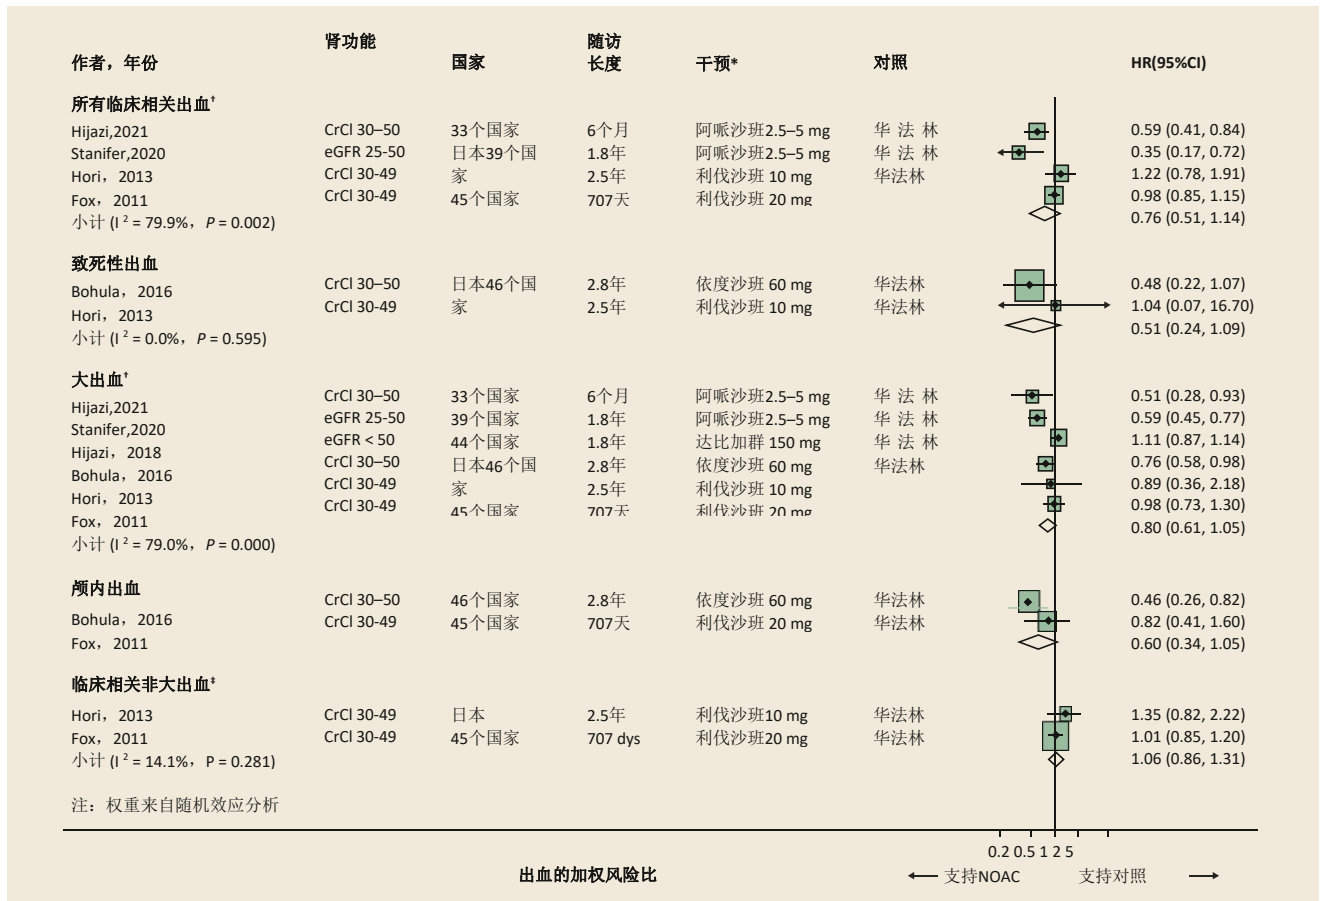 作者，年份 肾功能 国家 随访长度 干预* 对照 HR(95%CI)
所有临床相关出血†
Hijazi,2021 CrCl 30–50 33个国家 6个月 阿哌沙班2.5–5 mg 华 法 林 0.59 (0.41, 0.84)
Stanifer,2020 eGFR 25-50 日本39个国 1.8年 阿哌沙班2.5–5 mg 华 法 林 0.35 (0.17, 0.72)
Hori，2013 CrCl 30-49 家 2.5年 利伐沙班 10 mg 华法林 1.22 (0.78, 1.91)
Fox，2011 CrCl 30-49 45个国家 707天 利伐沙班 20 mg 0.98 (0.85, 1.15)
小计 (I ² = 79.9%，P = 0.002) 0.76 (0.51, 1.14)
致死性出血
Bohula，2016 CrCl 30–50 日本46个国 2.8年 依度沙班 60 mg 华法林 0.48 (0.22, 1.07)
Hori，2013 CrCl 30-49 家 2.5年 利伐沙班 10 mg 华法林 1.04 (0.07, 16.70)
小计 (I ² = 0.0%，P = 0.595) 0.51 (0.24, 1.09)
大出血†
Hijazi,2021 CrCl 30–50 33个国家 6个月 阿哌沙班2.5–5 mg 华 法 林 0.51 (0.28, 0.93)
Stanifer,2020 eGFR 25-50 39个国家 1.8年 阿哌沙班2.5–5 mg 华 法 林 0.59 (0.45, 0.77)
Hijazi，2018 eGFR < 50 44个国家 1.8年 达比加群 150 mg 华 法 林 1.11 (0.87, 1.14)
Bohula，2016 CrCl 30–50 日本46个国 2.8年 依度沙班 60 mg 华法林 0.76 (0.58, 0.98)
Hori，2013 CrCl 30-49 家 2.5年 利伐沙班 10 mg 0.89 (0.36, 2.18)
Fox，2011 CrCl 30-49 45个国家 707天 利伐沙班 20 mg 0.98 (0.73, 1.30)
小计 (I ² = 79.0%，P = 0.000) 0.80 (0.61, 1.05)
颅内出血
Bohula，2016 CrCl 30–50 46个国家 2.8年 依度沙班 60 mg 华法林 0.46 (0.26, 0.82)
Fox，2011 CrCl 30-49 45个国家 707天 利伐沙班 20 mg 华法林 0.82 (0.41, 1.60)
0.60 (0.34, 1.05)
临床相关非大出血‡
Hori，2013 CrCl 30-49 日本 2.5年 利伐沙班10 mg 华法林 1.35 (0.82, 2.22)
Fox，2011 CrCl 30-49 45个国家 707 dys 利伐沙班20 mg 华法林 1.01 (0.85, 1.20)
小计 (I ² = 14.1%，P = 0.281) 1.06 (0.86, 1.31)
注：权重来自随机效应分析
0.2 0.5 1 2 5
出血的加权风险比 支持NOAC 支持对照